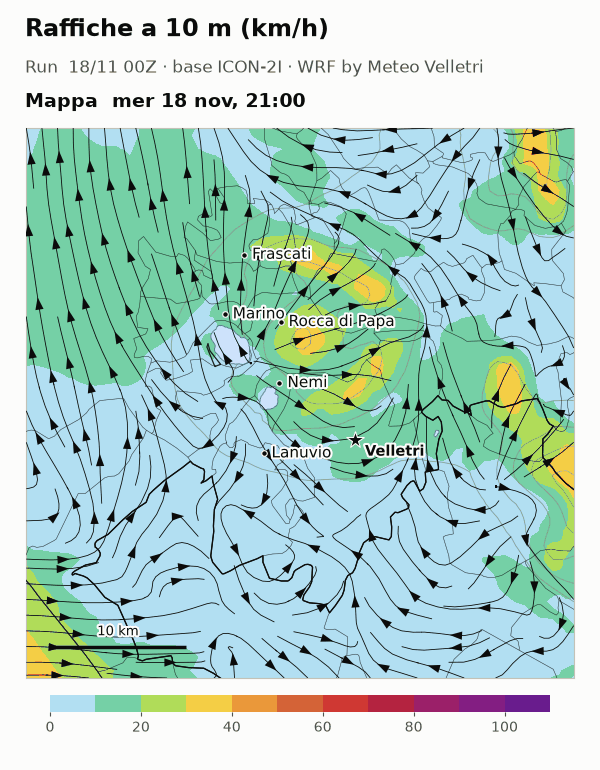 Raffiche a 10 m (km/h)
Run  18/11 00Z · base ICON-2I · WRF by Meteo Velletri
Mappa  mer 18 nov, 21:00
Frascati
Marino
Rocca di Papa
Nemi
Velletri
Lanuvio
10 km
0 20 40 60 80 100